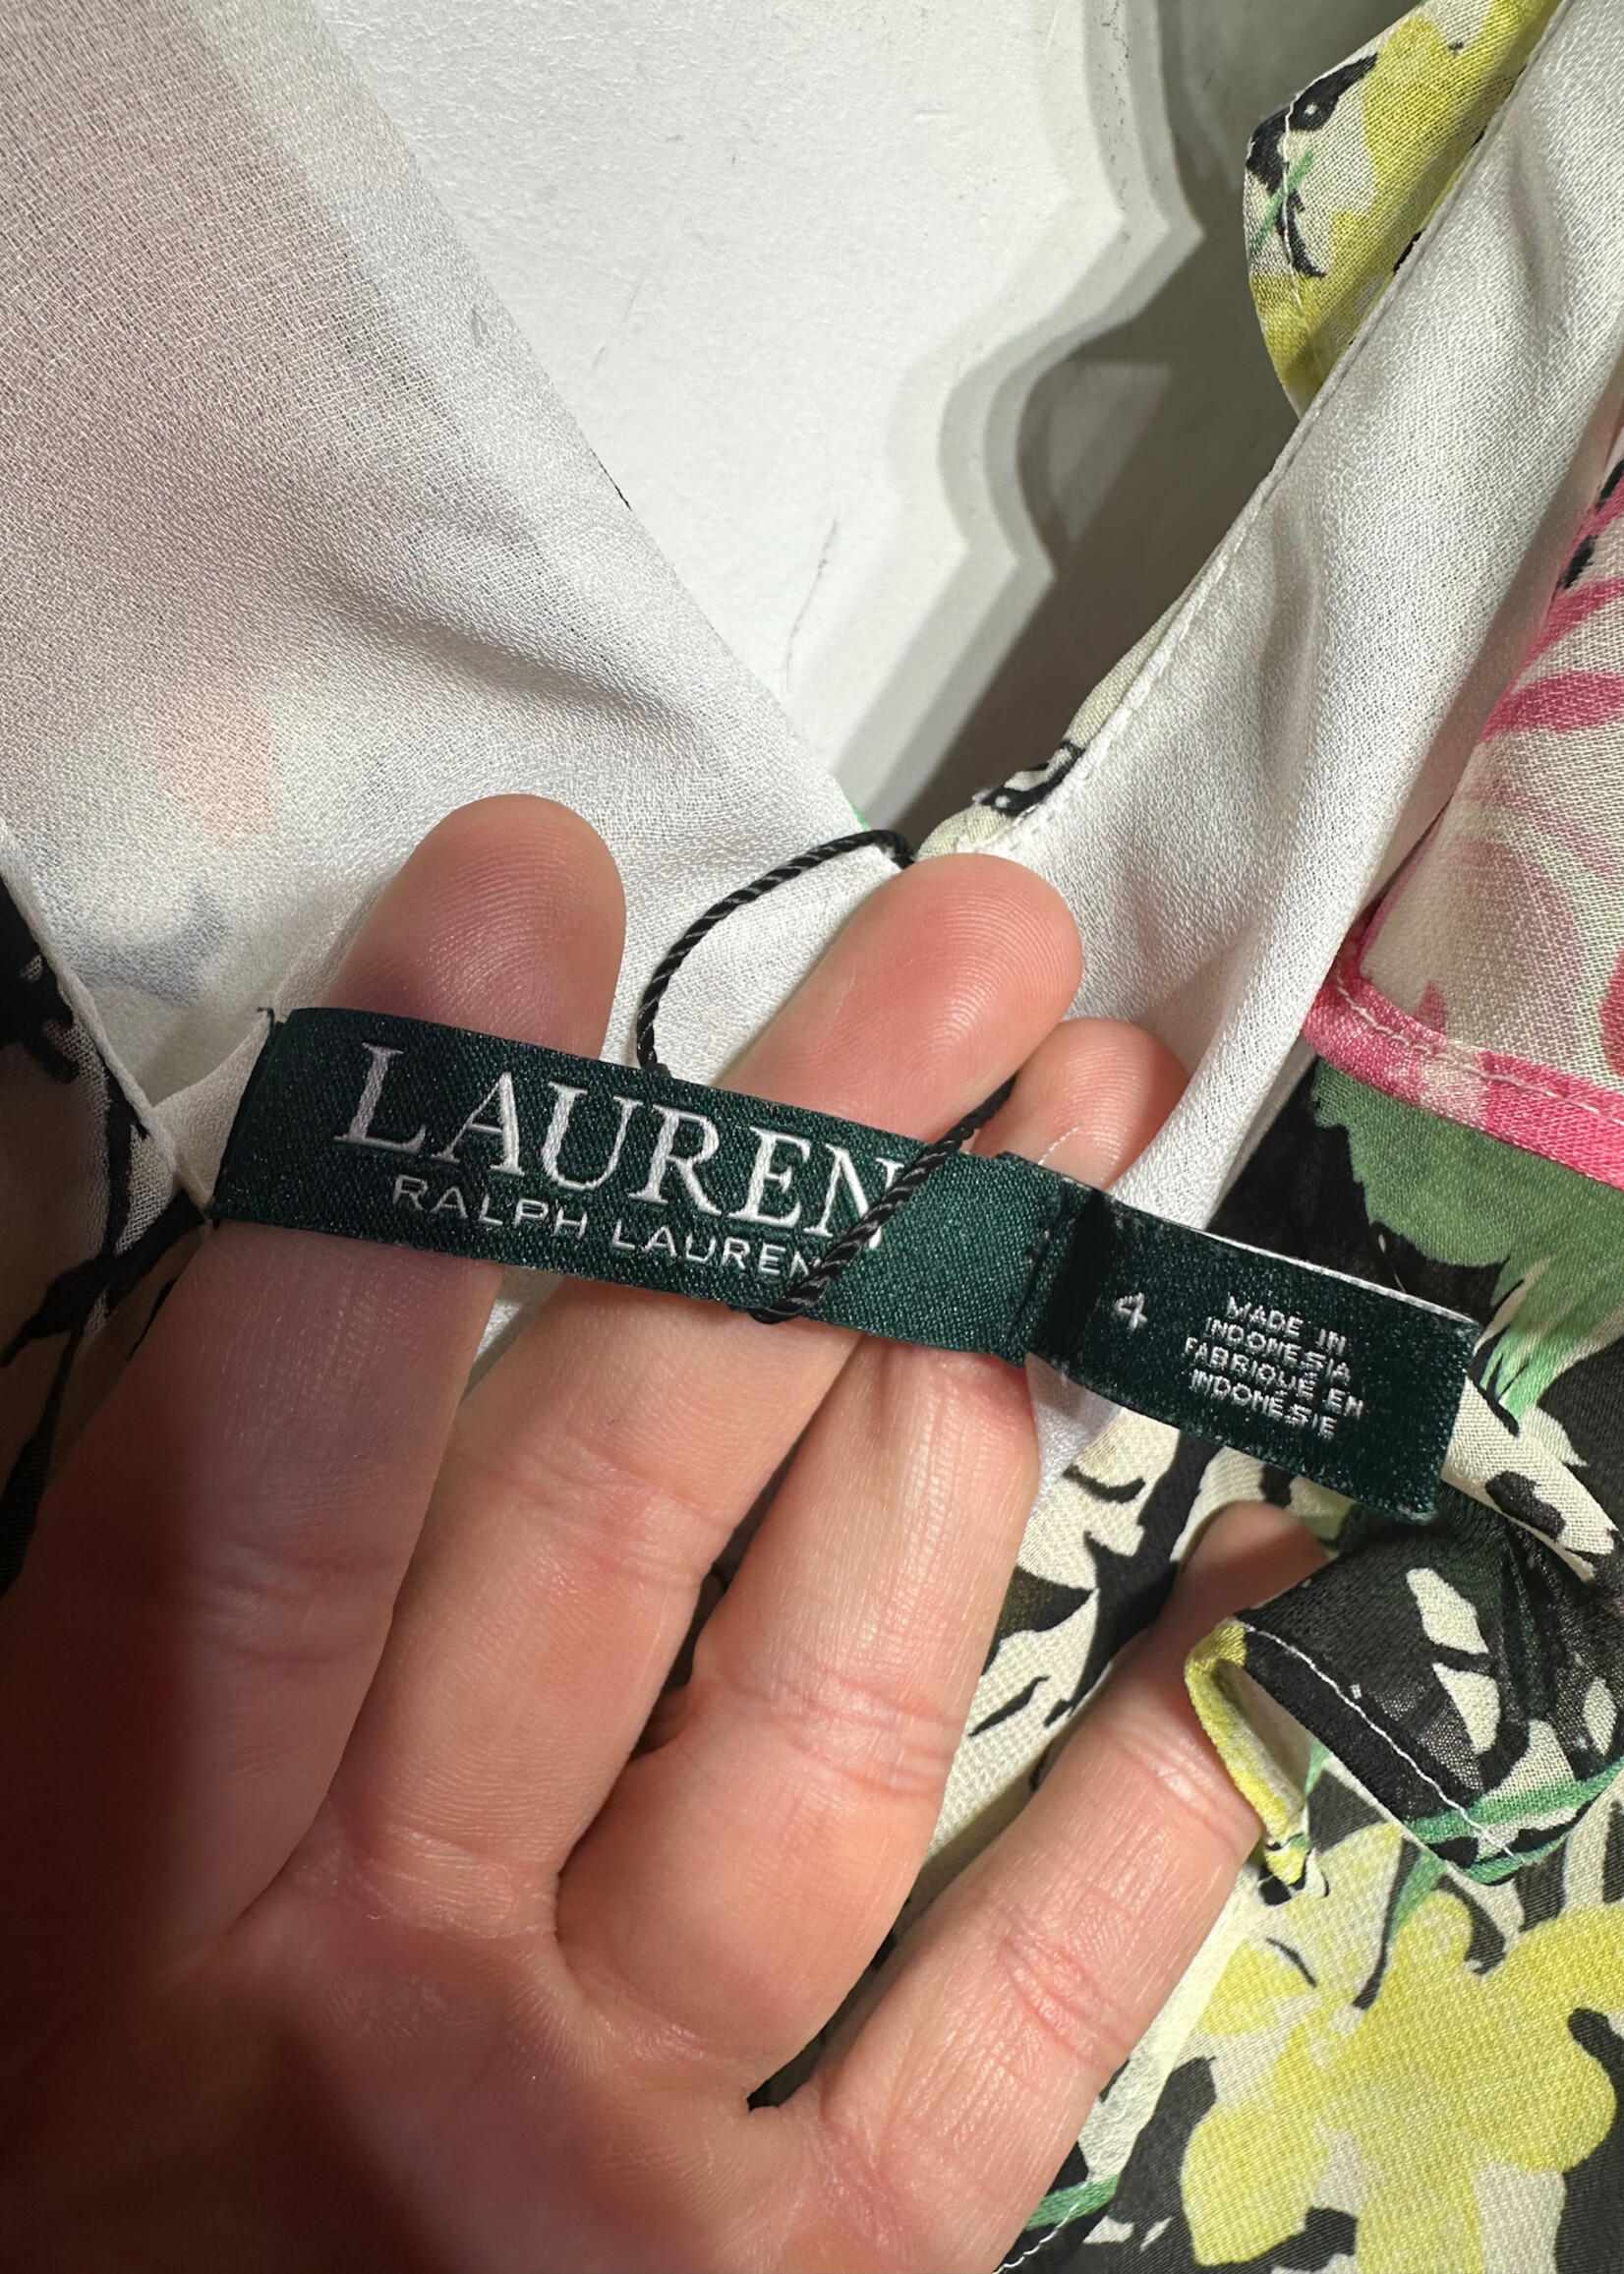 LAUREN
RALPH LAUREN
4
MADE IN
INDONESIA
FABRIQUÉ EN
INDONÉSIE